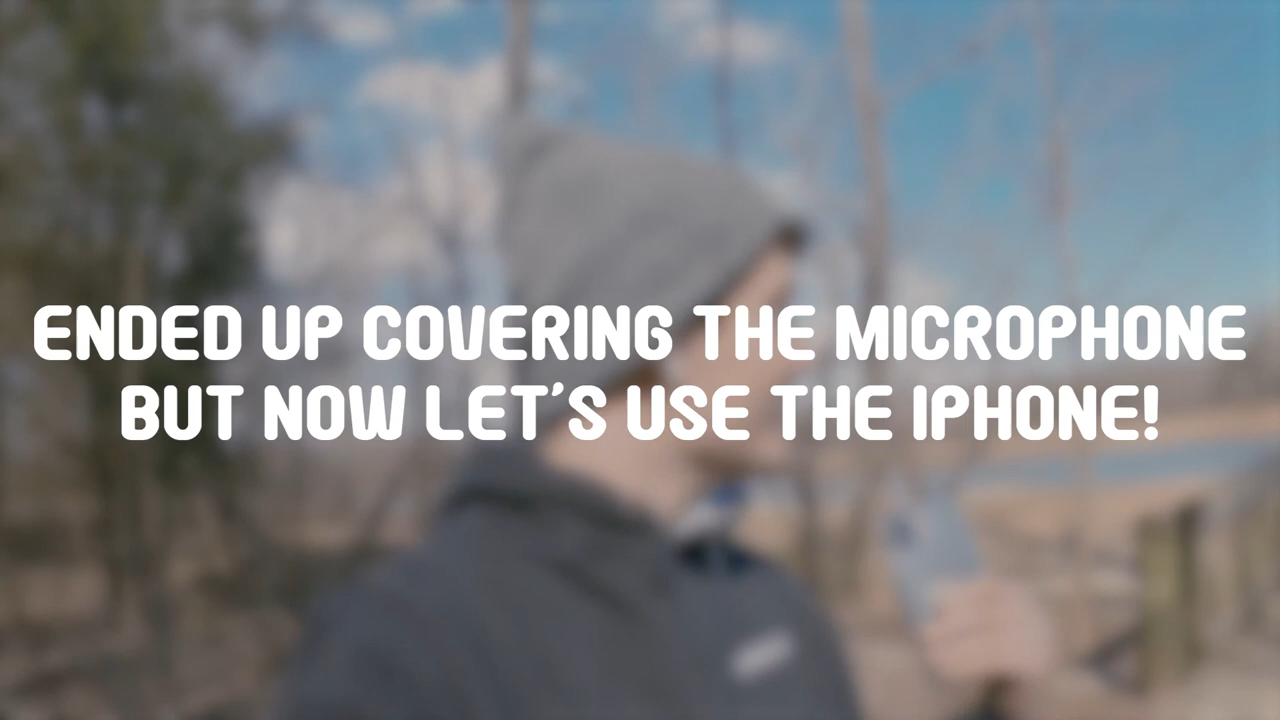 ENDED UP COVERING THE MICROPHONE
BUT NOW LET'S USE THE IPHONE!